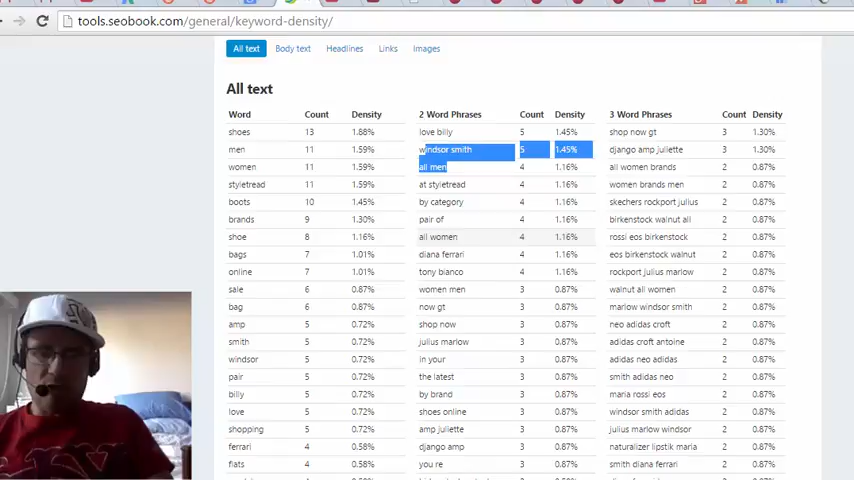 tools.seobook.com/general/keyword-density/
All text Body text Headlines Links Images
All text
Word Count Density 2 Word Phrases Count Density 3 Word Phrases Count Density
shoes 13 1.88% love billy 5 1.45% shop now gt 3 1.30%
men 11 1.59% windsor smith 5 1.45% django amp juliette 3 1.30%
women 11 1.59% all men 4 1.16% all women brands 2 0.87%
styletread 11 1.59% at styletread 4 1.16% women brands men 2 0.87%
boots 10 1.45% by category 4 1.16% skechers rockport julius 2 0.87%
brands 9 1.30% pair of 4 1.16% birkenstock walnut all 2 0.87%
shoe 8 1.16% all women 4 1.16% rossi eos birkenstock 2 0.87%
bags 7 1.01% diana ferrari 4 1.16% eos birkenstock walnut 2 0.87%
online 7 1.01% tony bianco 4 1.16% rockport julius marlow 2 0.87%
sale 6 0.87% women men 3 0.87% walnut all women 2 0.87%
bag 6 0.87% now gt 3 0.87% marlow windsor smith 2 0.87%
amp 5 0.72% shop now 3 0.87% neo adidas croft 2 0.87%
smith 5 0.72% julius marlow 3 0.87% adidas croft antoine 2 0.87%
windsor 5 0.72% in your 3 0.87% adidas neo adidas 2 0.87%
pair 5 0.72% the latest 3 0.87% smith adidas neo 2 0.87%
billy 5 0.72% by brand 3 0.87% maria rossi eos 2 0.87%
love 5 0.72% shoes online 3 0.87% windsor smith adidas 2 0.87%
shopping 5 0.72% amp juliette 3 0.87% julius marlow windsor 2 0.87%
ferrari 4 0.58% django amp 3 0.87% naturalizer lipstik maria 2 0.87%
flats 4 0.58% you re 3 0.87% smith diana ferrari 2 0.87%